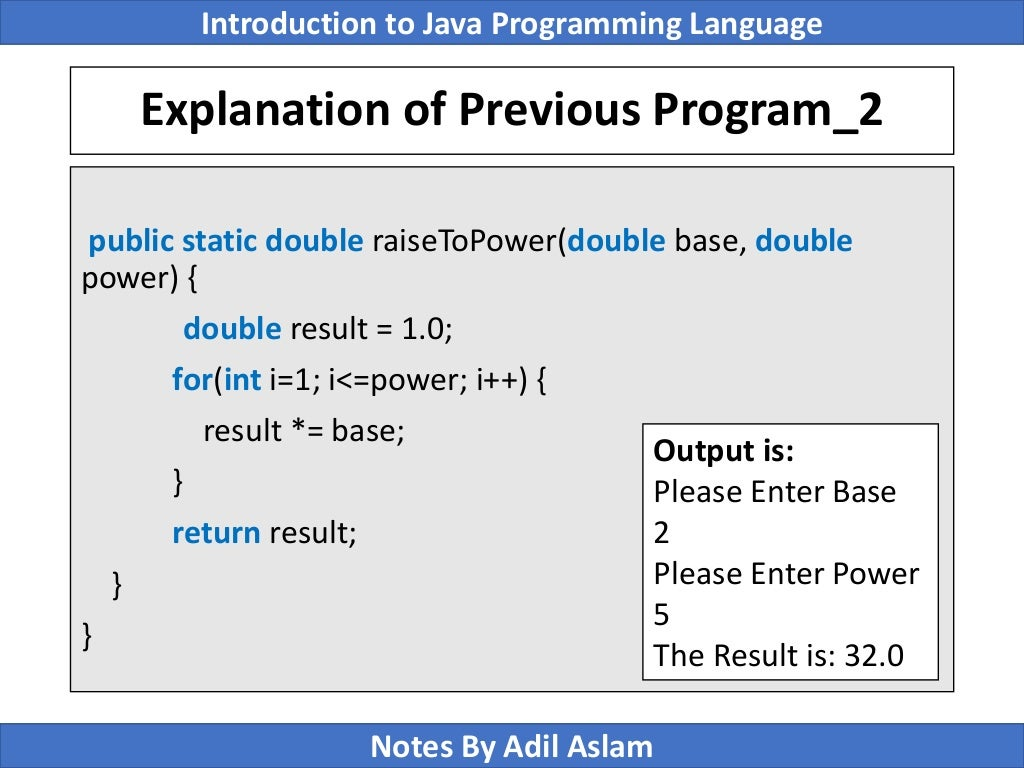 Introduction to Java Programming Language
Explanation of Previous Program_2
public static double raiseToPower(double base, double
power) {
double result = 1.0;
for(int i=1; i<=power; i++) {
result *= base;
}
return result;
}
}
Output is:
Please Enter Base
2
Please Enter Power
5
The Result is: 32.0
Notes By Adil Aslam